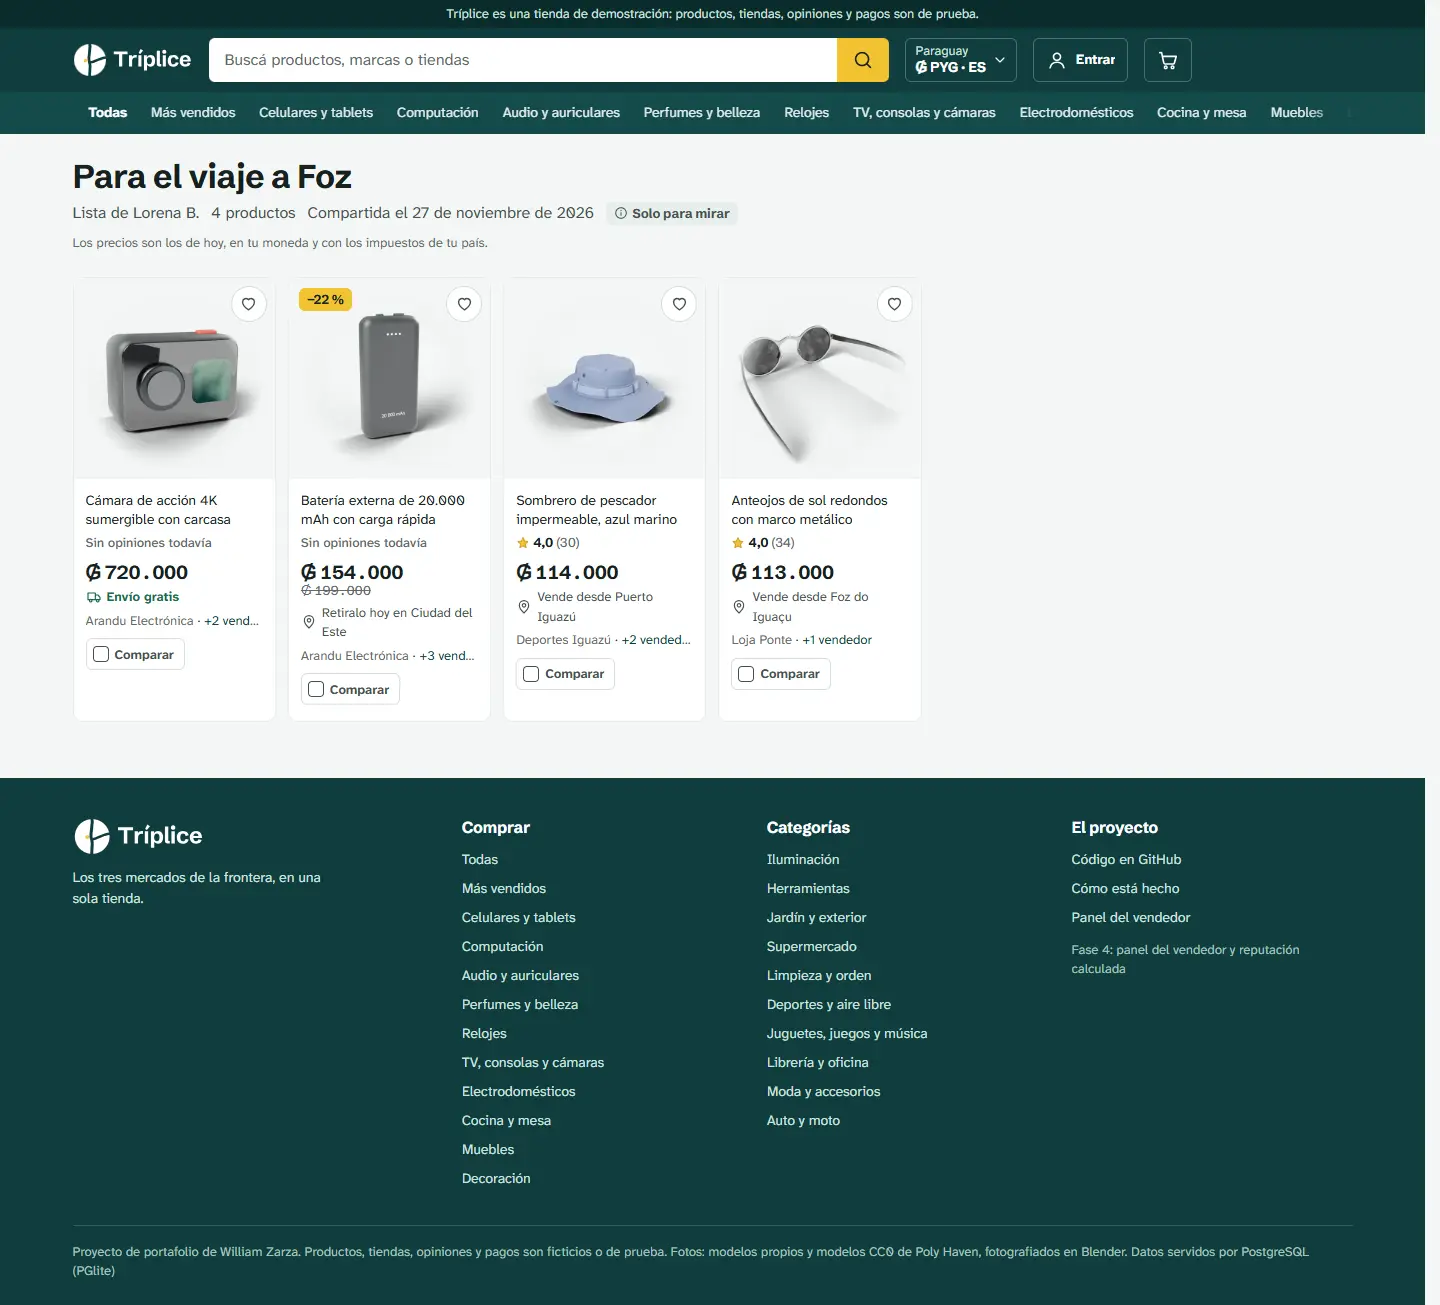 Tríplice es una tienda de demostración: productos, tiendas, opiniones y pagos son de prueba.
Tríplice
Buscá productos, marcas o tiendas
Paraguay
₲ PYG · ES
Entrar
Todas
Más vendidos
Celulares y tablets
Computación
Audio y auriculares
Perfumes y belleza
Relojes
TV, consolas y cámaras
Electrodomésticos
Cocina y mesa
Muebles
Para el viaje a Foz
Lista de Lorena B. 4 productos Compartida el 27 de noviembre de 2026 Solo para mirar
Los precios son los de hoy, en tu moneda y con los impuestos de tu país.
Cámara de acción 4K
sumergible con carcasa
Sin opiniones todavía
₲ 720.000
Envío gratis
Arandu Electrónica · +2 vend...
Comparar
−22 %
20 000 mAh
Batería externa de 20.000
mAh con carga rápida
Sin opiniones todavía
₲ 154.000
₲ 199.000
Retiralo hoy en Ciudad del
Este
Arandu Electrónica · +3 vend...
Comparar
Sombrero de pescador
impermeable, azul marino
4,0 (30)
₲ 114.000
Vende desde Puerto
Iguazú
Deportes Iguazú · +2 vended...
Comparar
Anteojos de sol redondos
con marco metálico
4,0 (34)
₲ 113.000
Vende desde Foz do
Iguaçu
Loja Ponte · +1 vendedor
Comparar
Tríplice
Los tres mercados de la frontera, en una
sola tienda.
Comprar
Todas
Más vendidos
Celulares y tablets
Computación
Audio y auriculares
Perfumes y belleza
Relojes
TV, consolas y cámaras
Electrodomésticos
Cocina y mesa
Muebles
Decoración
Categorías
Iluminación
Herramientas
Jardín y exterior
Supermercado
Limpieza y orden
Deportes y aire libre
Juguetes, juegos y música
Librería y oficina
Moda y accesorios
Auto y moto
El proyecto
Código en GitHub
Cómo está hecho
Panel del vendedor
Fase 4: panel del vendedor y reputación
calculada
Proyecto de portafolio de William Zarza. Productos, tiendas, opiniones y pagos son ficticios o de prueba. Fotos: modelos propios y modelos CC0 de Poly Haven, fotografiados en Blender. Datos servidos por PostgreSQL
(PGlite)